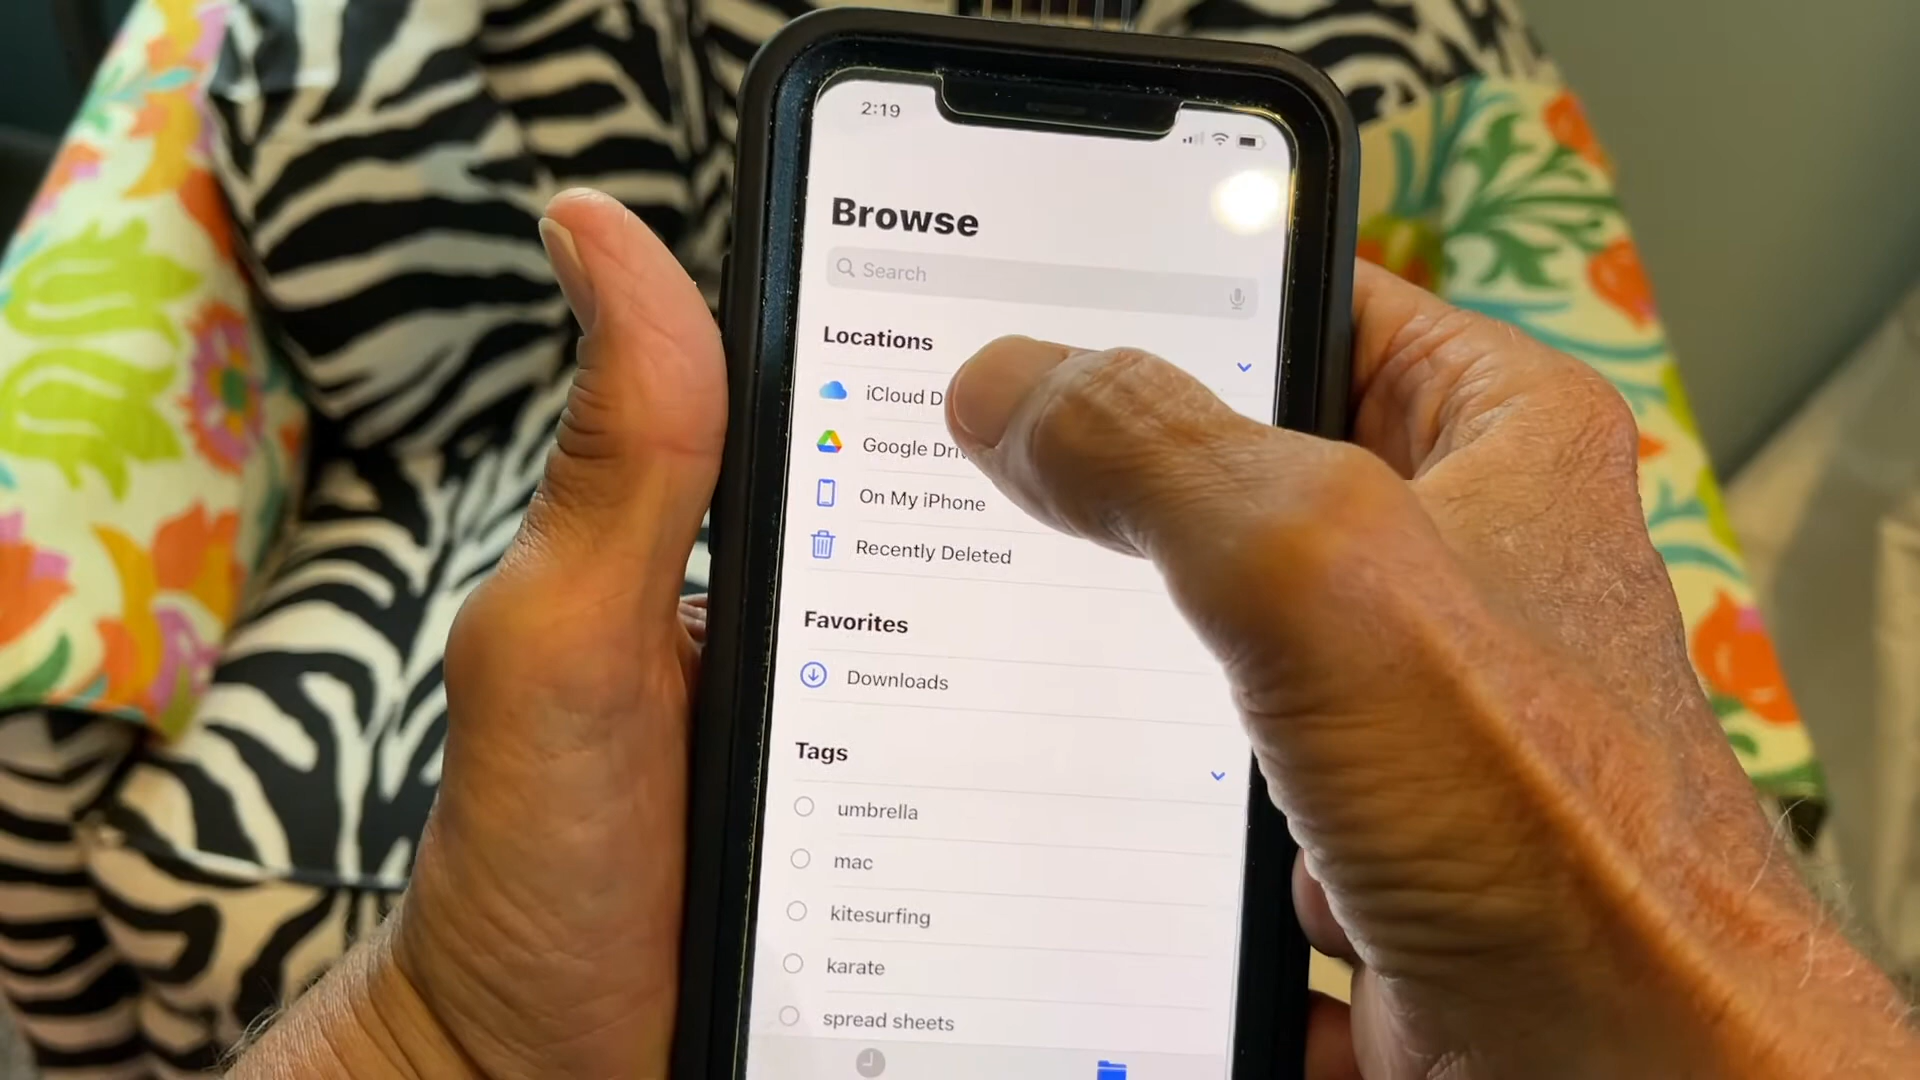 2:19
Browse
Search
Locations
iCloud D
Google Driv
On My iPhone
Recently Deleted
Favorites
Downloads
Tags
umbrella
mac
kitesurfing
karate
spread sheets